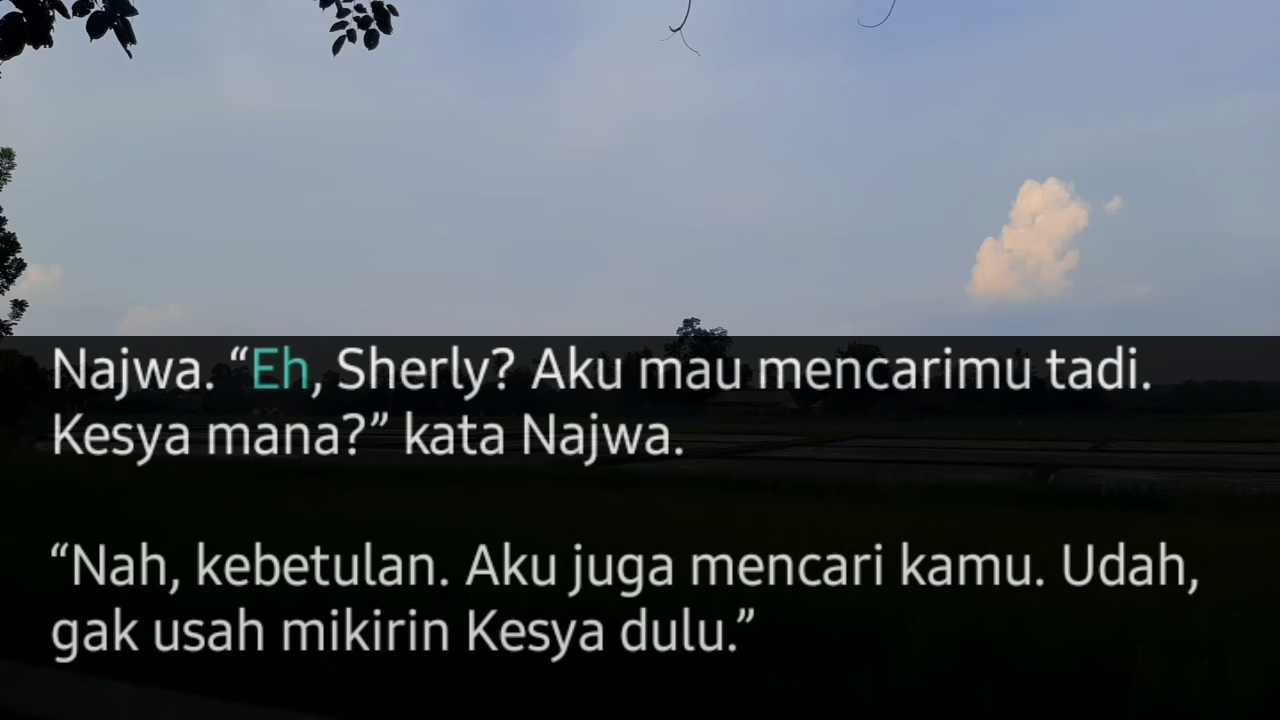 Najwa. “Eh, Sherly? Aku mau mencarimu tadi.
Kesya mana?” kata Najwa.
“Nah, kebetulan. Aku juga mencari kamu. Udah,
gak usah mikirin Kesya dulu.”